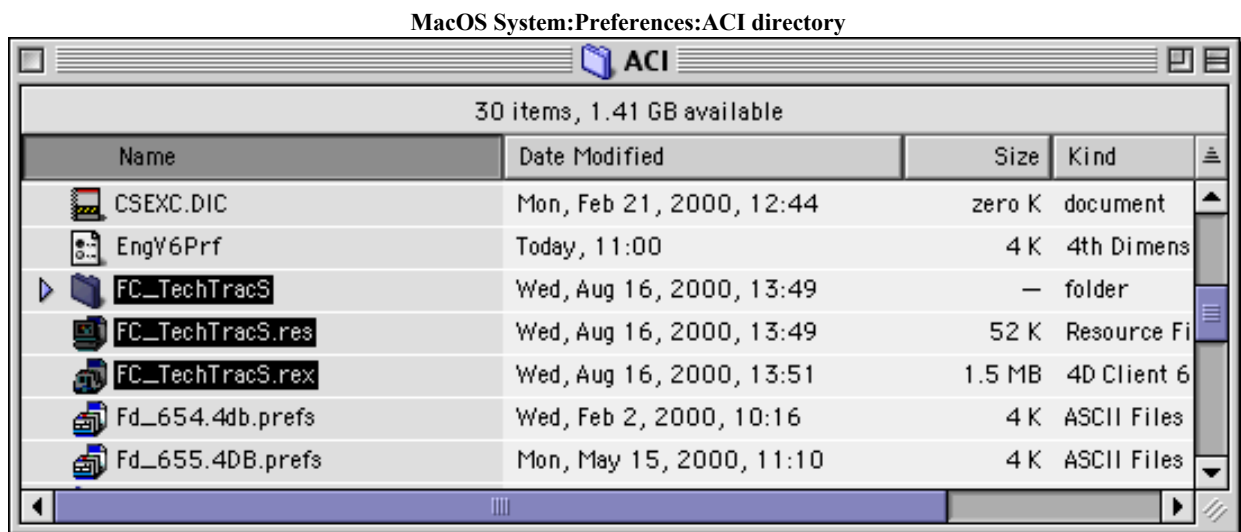 MacOS System:Preferences:ACI directory
ACI
30 items, 1.41 GB available
Name Date Modified Size Kind
CSEXC.DIC Mon, Feb 21, 2000, 12:44 zero K document
EngV6Prf Today, 11:00 4 K 4th Dimens
FC_TechTracS Wed, Aug 16, 2000, 13:49 — folder
FC_TechTracS.res Wed, Aug 16, 2000, 13:49 52 K Resource Fi
FC_TechTracS.rex Wed, Aug 16, 2000, 13:51 1.5 MB 4D Client 6
Fd_654.4db.prefs Wed, Feb 2, 2000, 10:16 4 K ASCII Files
Fd_655.4DB.prefs Mon, May 15, 2000, 11:10 4 K ASCII Files